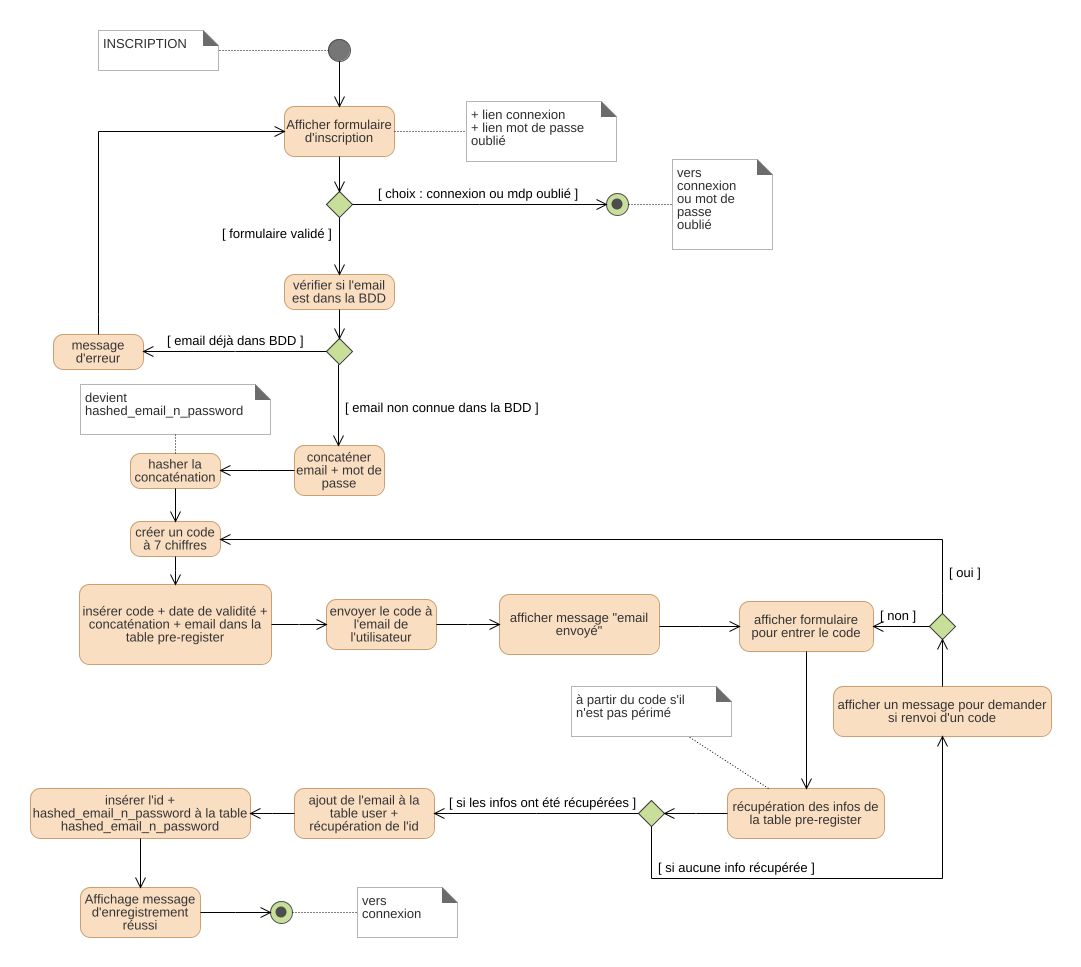 INSCRIPTION
Afficher formulaire
d'inscription
+ lien connexion
+ lien mot de passe
oublié
[ choix : connexion ou mdp oublié ]
vers
connexion
ou mot de
passe
oublié
[ formulaire validé ]
vérifier si l'email
est dans la BDD
[ email déjà dans BDD ]
message
d'erreur
devient
hashed_email_n_password
[ email non connue dans la BDD ]
concaténer
email + mot de
passe
hasher la
concaténation
créer un code
à 7 chiffres
[ oui ]
insérer code + date de validité +
concaténation + email dans la
table pre-register
envoyer le code à
l'email de
l'utilisateur
afficher message "email
envoyé"
afficher formulaire
pour entrer le code
[ non ]
à partir du code s'il
n'est pas périmé
afficher un message pour demander
si renvoi d'un code
insérer l'id +
hashed_email_n_password à la table
hashed_email_n_password
ajout de l'email à la
table user +
récupération de l'id
[ si les infos ont été récupérées ]
récupération des infos de
la table pre-register
[ si aucune info récupérée ]
Affichage message
d'enregistrement
réussi
vers
connexion